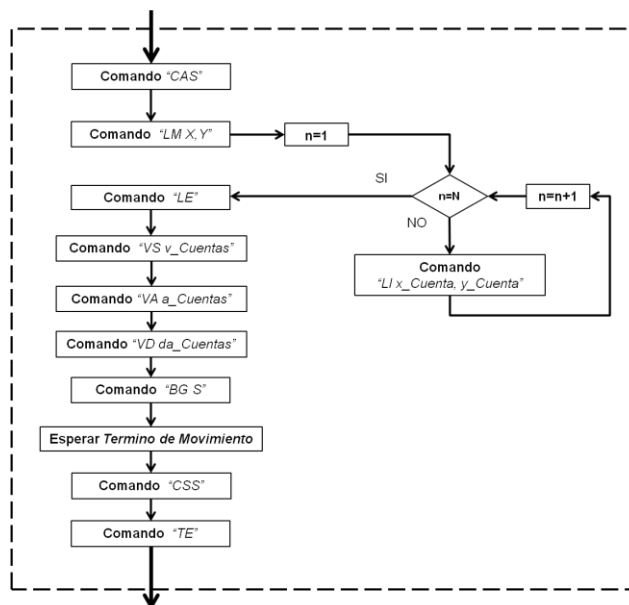 Comando “CAS”
Comando “LM X,Y”
n=1
SI
n=N
n=n+1
NO
Comando
“LI x_Cuenta, y_Cuenta”
Comando “LE”
Comando “VS v_Cuentas”
Comando “VA a_Cuentas”
Comando “VD da_Cuentas”
Comando “BG S”
Esperar Termino de Movimiento
Comando “CSS”
Comando “TE”